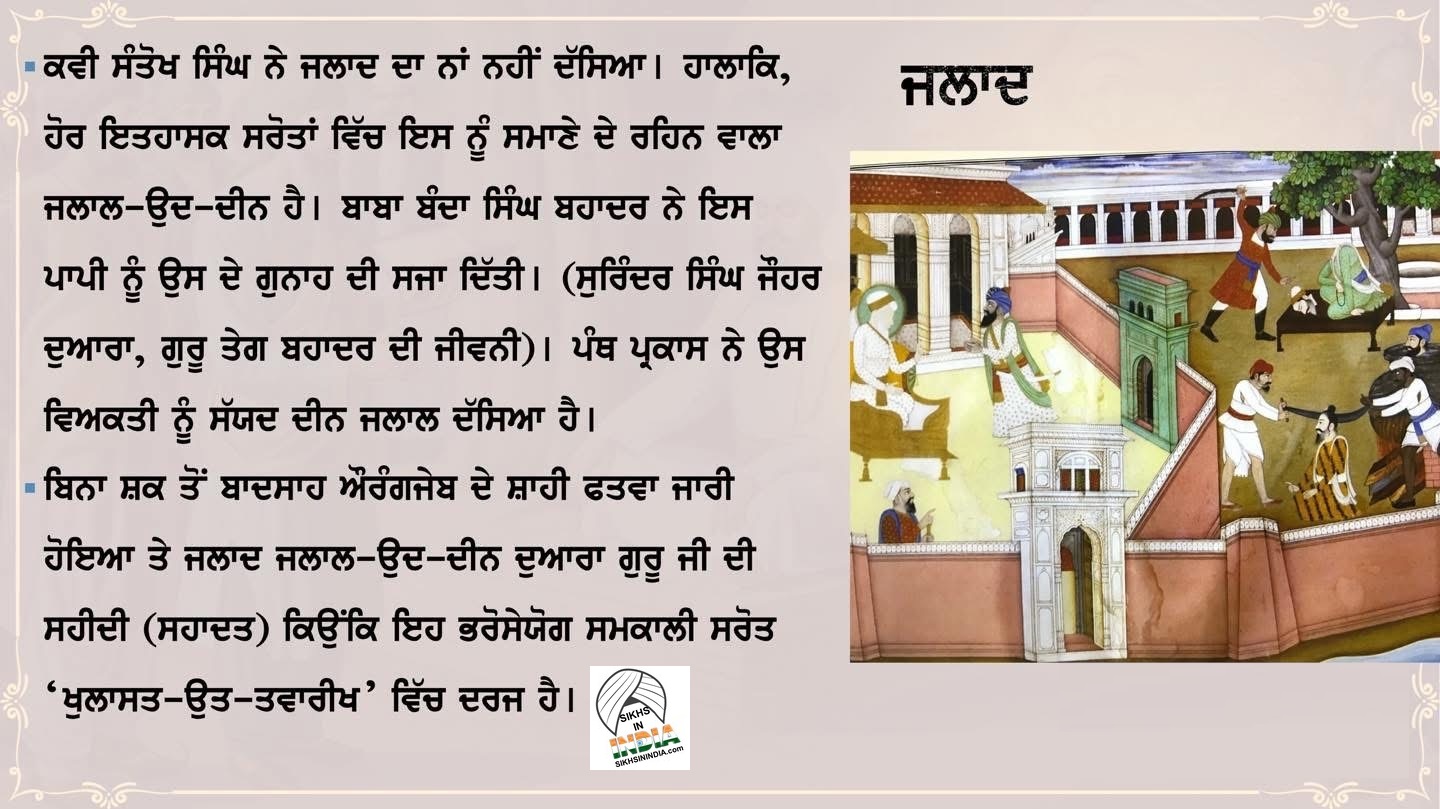 ਜਲਾਦ
ਕਵੀ ਸੰਤੋਖ ਸਿੰਘ ਨੇ ਜਲਾਦ ਦਾ ਨਾਂ ਨਹੀਂ ਦੱਸਿਆ। ਹਾਲਾਕਿ,
ਹੋਰ ਇਤਹਾਸਕ ਸਰੋਤਾਂ ਵਿੱਚ ਇਸ ਨੂੰ ਸਮਾਣੇ ਦੇ ਰਹਿਨ ਵਾਲਾ
ਜਲਾਲ-ਉਦ-ਦੀਨ ਹੈ। ਬਾਬਾ ਬੰਦਾ ਸਿੰਘ ਬਹਾਦਰ ਨੇ ਇਸ
ਪਾਪੀ ਨੂੰ ਉਸ ਦੇ ਗੁਨਾਹ ਦੀ ਸਜਾ ਦਿੱਤੀ। (ਸੁਰਿੰਦਰ ਸਿੰਘ ਜੌਹਰ
ਦੁਆਰਾ, ਗੁਰੂ ਤੇਗ ਬਹਾਦਰ ਦੀ ਜੀਵਨੀ)। ਪੰਥ ਪ੍ਰਕਾਸ ਨੇ ਉਸ
ਵਿਅਕਤੀ ਨੂੰ ਸੱਯਦ ਦੀਨ ਜਲਾਲ ਦੱਸਿਆ ਹੈ।
ਬਿਨਾ ਸ਼ਕ ਤੋਂ ਬਾਦਸਾਹ ਔਰੰਗਜੇਬ ਦੇ ਸ਼ਾਹੀ ਫਤਵਾ ਜਾਰੀ
ਹੋਇਆ ਤੇ ਜਲਾਦ ਜਲਾਲ-ਉਦ-ਦੀਨ ਦੁਆਰਾ ਗੁਰੂ ਜੀ ਦੀ
ਸਹੀਦੀ (ਸਹਾਦਤ) ਕਿਉਂਕਿ ਇਹ ਭਰੋਸੇਯੋਗ ਸਮਕਾਲੀ ਸਰੋਤ
‘ਖੁਲਾਸਤ-ਉਤ-ਤਵਾਰੀਖ’ ਵਿੱਚ ਦਰਜ ਹੈ।
SIKHS
IN
INDIA
SIKHSININDIA.com